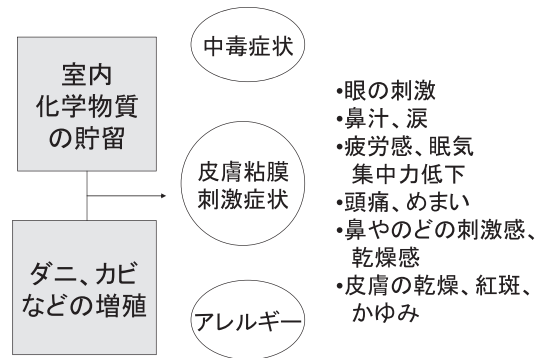 室内
化学物質
の貯留
ダニ、カビ
などの増殖
中毒症状
皮膚粘膜
刺激症状
アレルギー
•眼の刺激
•鼻汁、涙
•疲労感、眠気
集中力低下
•頭痛、めまい
•鼻やのどの刺激感、
乾燥感
•皮膚の乾燥、紅斑、
かゆみ